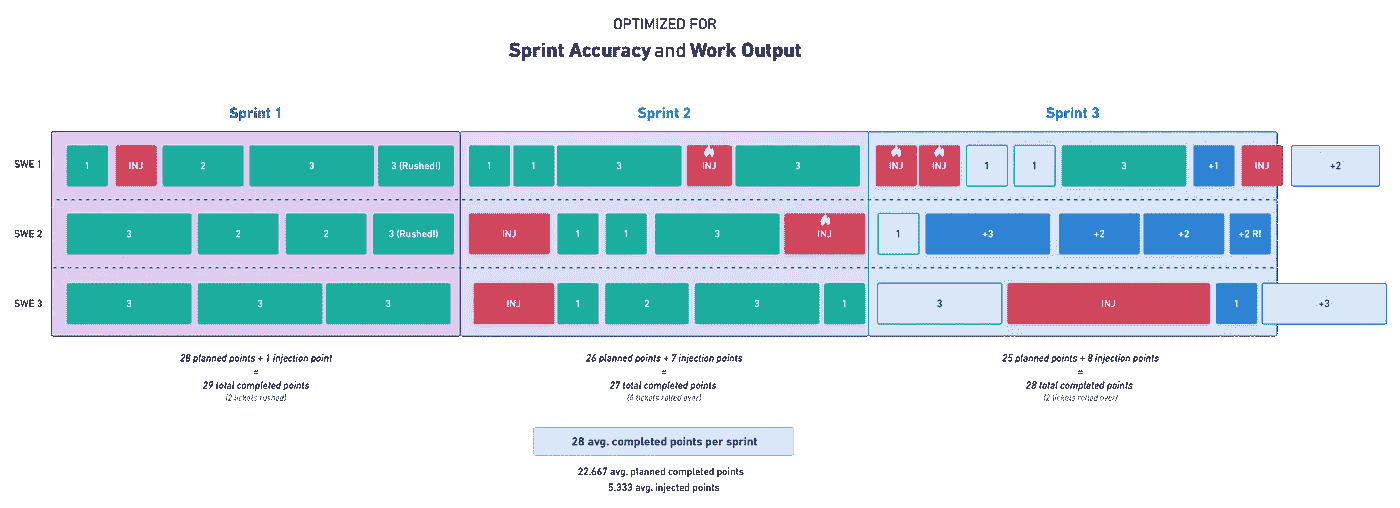 OPTIMIZED FOR
Sprint Accuracy and Work Output
Sprint 1 Sprint 2 Sprint 3
SWE 1 1 INJ 2 3 3 (Rushed!) 1 1 3 INJ 3 INJ INJ 1 1 3 +1 INJ +2
SWE 2 3 2 2 3 (Rushed!) INJ 1 1 3 INJ 1 +3 +2 +2 +2 R!
SWE 3 3 3 3 INJ 1 2 3 1 3 INJ 1 +3
28 planned points + 1 injection point 26 planned points + 7 injection points 25 planned points + 8 injection points
= = =
29 total completed points 27 total completed points 28 total completed points
(2 tickets rushed) (6 tickets rolled over) (2 tickets rolled over)
28 avg. completed points per sprint
22.667 avg. planned completed points
5.333 avg. injected points